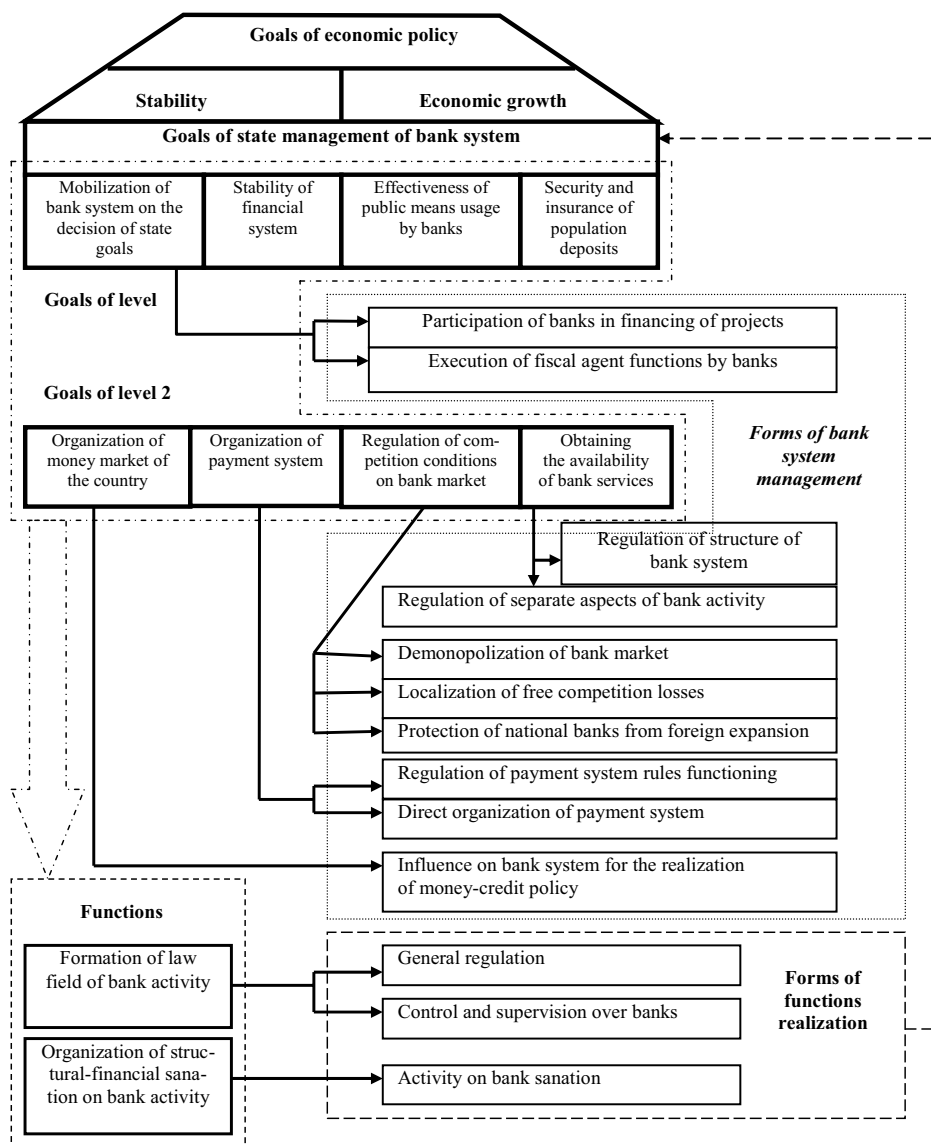 Goals of economic policy
Stability
Economic growth
Goals of state management of bank system
Mobilization of
bank system on the
decision of state
goals
Stability of
financial
system
Effectiveness of
public means usage
by banks
Security and
insurance of
population
deposits
Goals of level
Participation of banks in financing of projects
Execution of fiscal agent functions by banks
Goals of level 2
Organization of
money market of
the country
Organization of
payment system
Regulation of com-
petition conditions
on bank market
Obtaining
the availability
of bank services
Forms of bank
system
management
Regulation of structure of
bank system
Regulation of separate aspects of bank activity
Demonopolization of bank market
Localization of free competition losses
Protection of national banks from foreign expansion
Regulation of payment system rules functioning
Direct organization of payment system
Influence on bank system for the realization
of money-credit policy
Functions
Formation of law
field of bank activity
Organization of struc-
tural-financial sana-
tion on bank activity
General regulation
Control and supervision over banks
Activity on bank sanation
Forms of
functions
realization